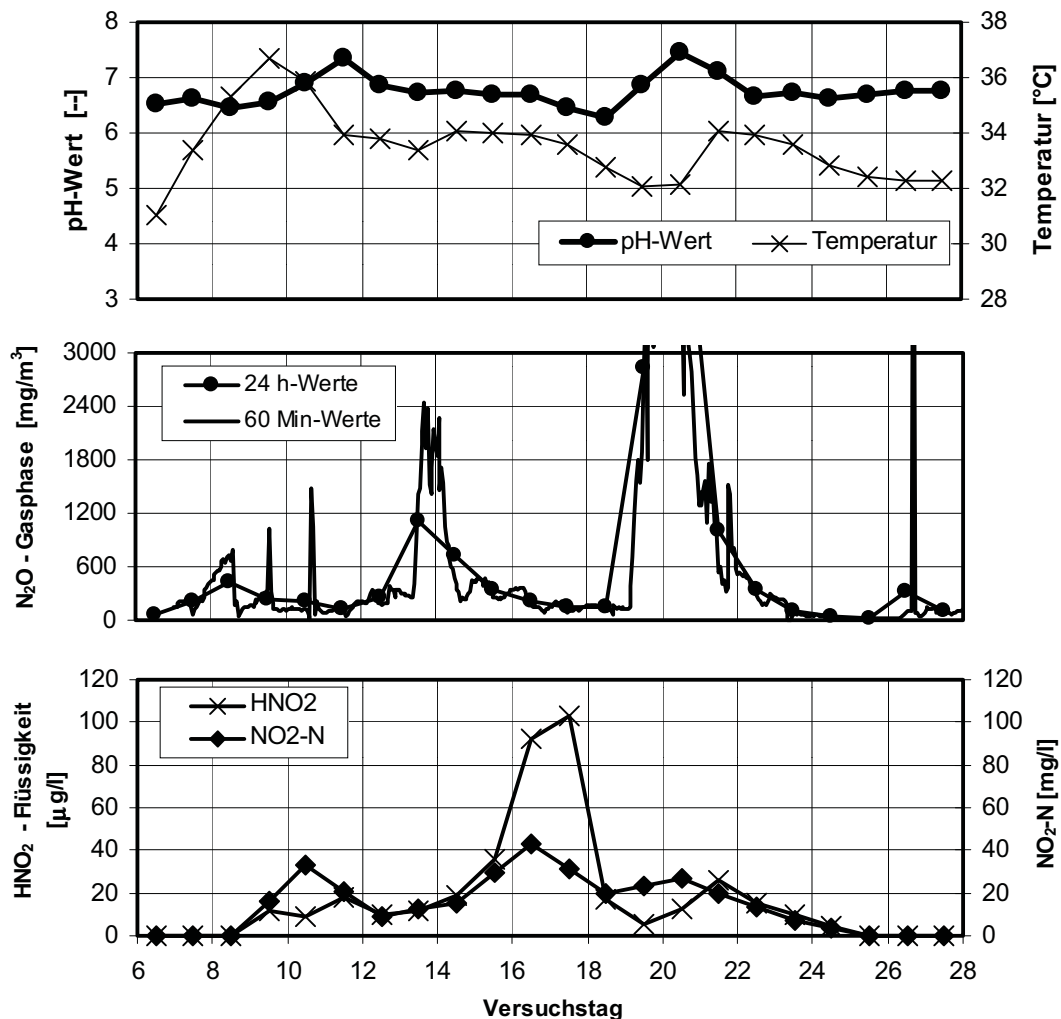 8
7
6
5
4
3
pH-Wert [--]
38
36
34
32
30
28
Temperatur [°C]
pH-Wert
Temperatur
3000
2400
1800
1200
600
0
N₂O - Gasphase [mg/m³]
24 h-Werte
60 Min-Werte
120
100
80
60
40
20
0
HNO₂ - Flüssigkeit
[µg/l]
120
100
80
60
40
20
0
NO₂-N [mg/l]
HNO2
NO2-N
6 8 10 12 14 16 18 20 22 24 26 28
Versuchstag